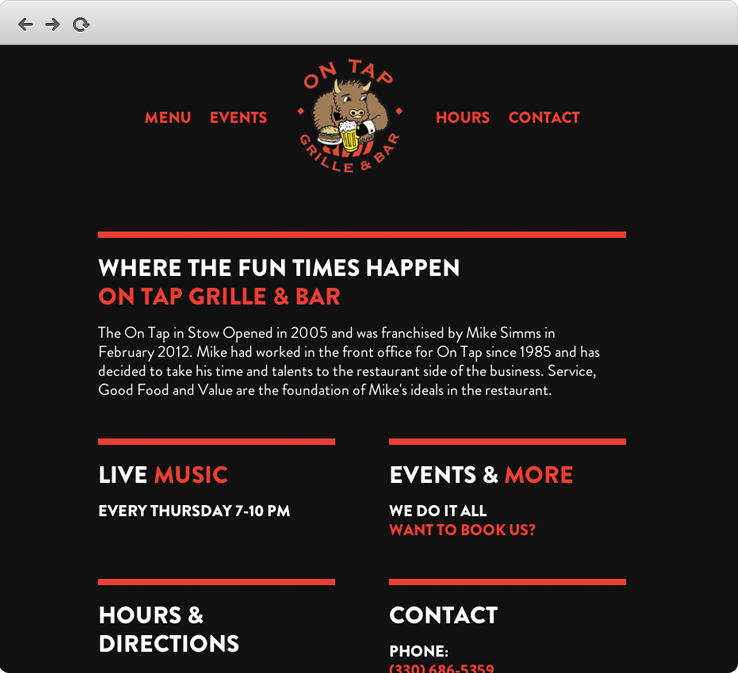 MENU EVENTS
ON TAP
GRILLE & BAR
HOURS CONTACT
WHERE THE FUN TIMES HAPPEN
ON TAP GRILLE & BAR
The On Tap in Stow Opened in 2005 and was franchised by Mike Simms in
February 2012. Mike had worked in the front office for On Tap since 1985 and has
decided to take his time and talents to the restaurant side of the business. Service,
Good Food and Value are the foundation of Mike's ideals in the restaurant.
LIVE MUSIC
EVERY THURSDAY 7-10 PM
EVENTS & MORE
WE DO IT ALL
WANT TO BOOK US?
HOURS &
DIRECTIONS
CONTACT
PHONE:
(330) 686-5359